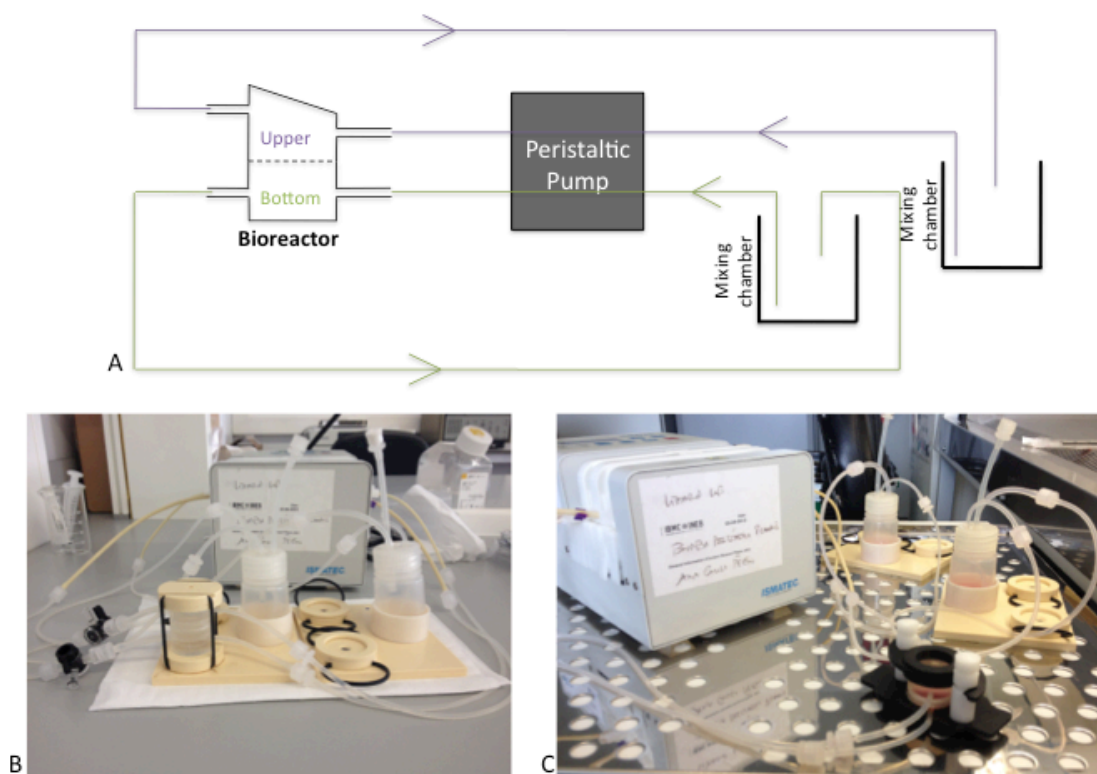 Upper
Bottom
Bioreactor
Peristaltic
Pump
Mixing
chamber
Mixing
chamber
A
ISMATEC
B
ISMATEC
C